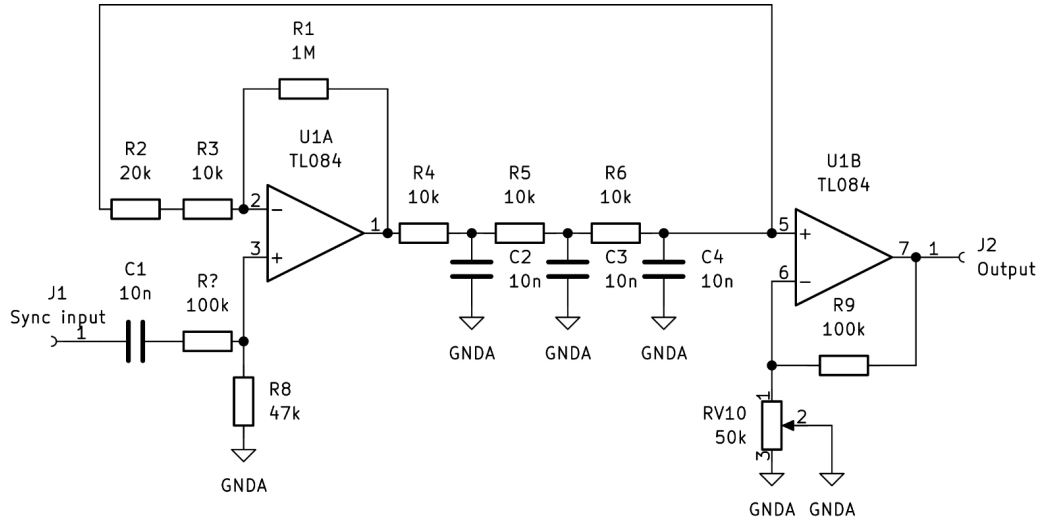 R1
1M
U1A
TL084
R2
20k
R3
10k
2
3
1
R4
10k
R5
10k
R6
10k
C2
10n
C3
10n
C4
10n
GNDA
GNDA
GNDA
U1B
TL084
5
6
7
1
J2
Output
R9
100k
J1
Sync input
1
C1
10n
R?
100k
R8
47k
GNDA
RV10
50k
1
2
3
GNDA
GNDA